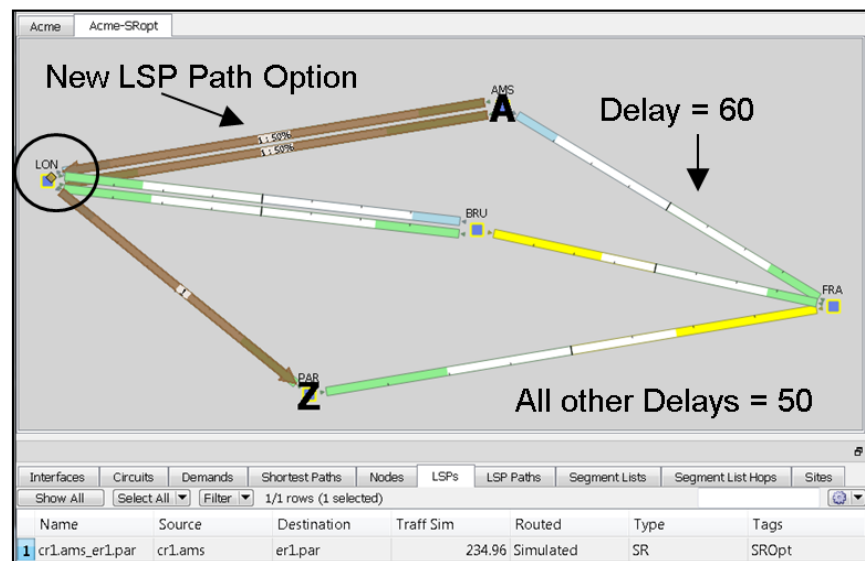 Acme Acme-SRopt
New LSP Path Option
AMS
A
Delay = 60
1 : 50%
1 : 50%
LON
BRU
FRA
1
PAR
Z
All other Delays = 50
Interfaces Circuits Demands Shortest Paths Nodes LSPs LSP Paths Segment Lists Segment List Hops Sites
Show All Select All Filter 1/1 rows (1 selected)
Name Source Destination Traff Sim Routed Type Tags
1 cr1.ams_er1.par cr1.ams er1.par 234.96 Simulated SR SROpt